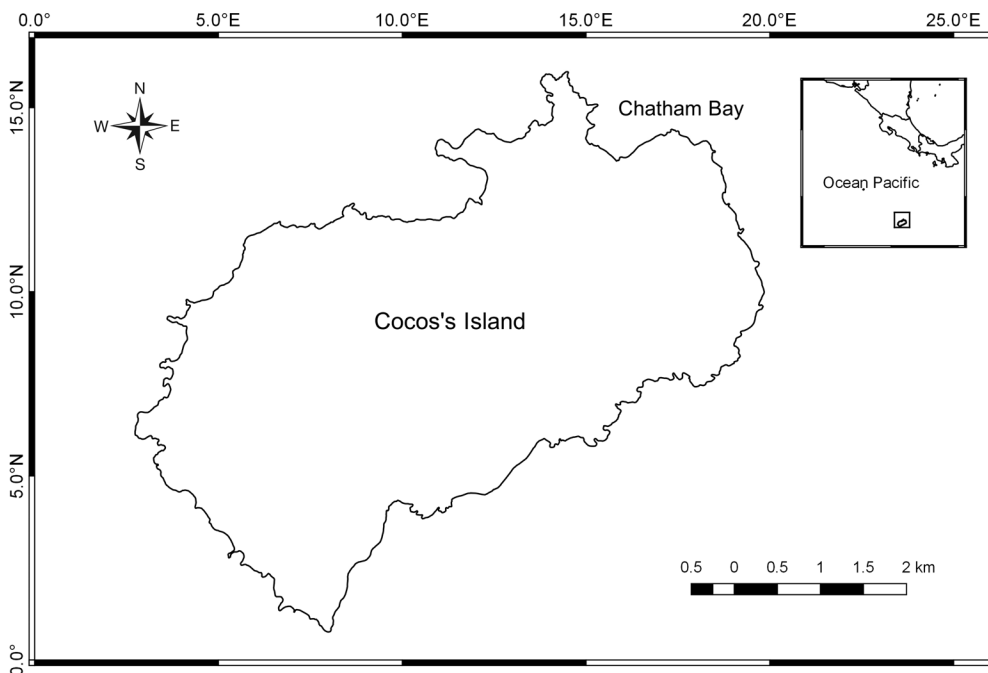 0.0°
5.0°E
10.0°E
15.0°E
20.0°E
25.0°E
N
W
E
S
15.0°N
10.0°N
5.0°N
0.0°
Chatham Bay
Ocean Pacific
Cocos's Island
0.5 0 0.5 1 1.5 2 km